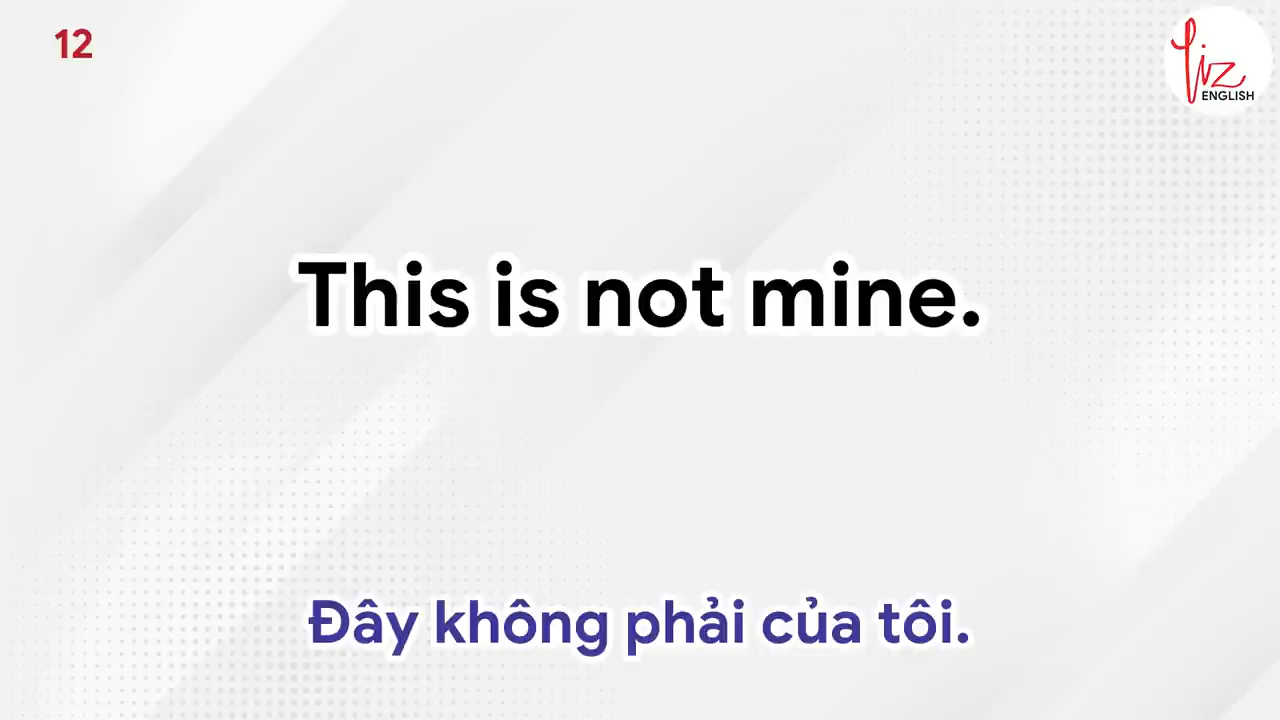 12
Liz
ENGLISH
This is not mine.
Đây không phải của tôi.